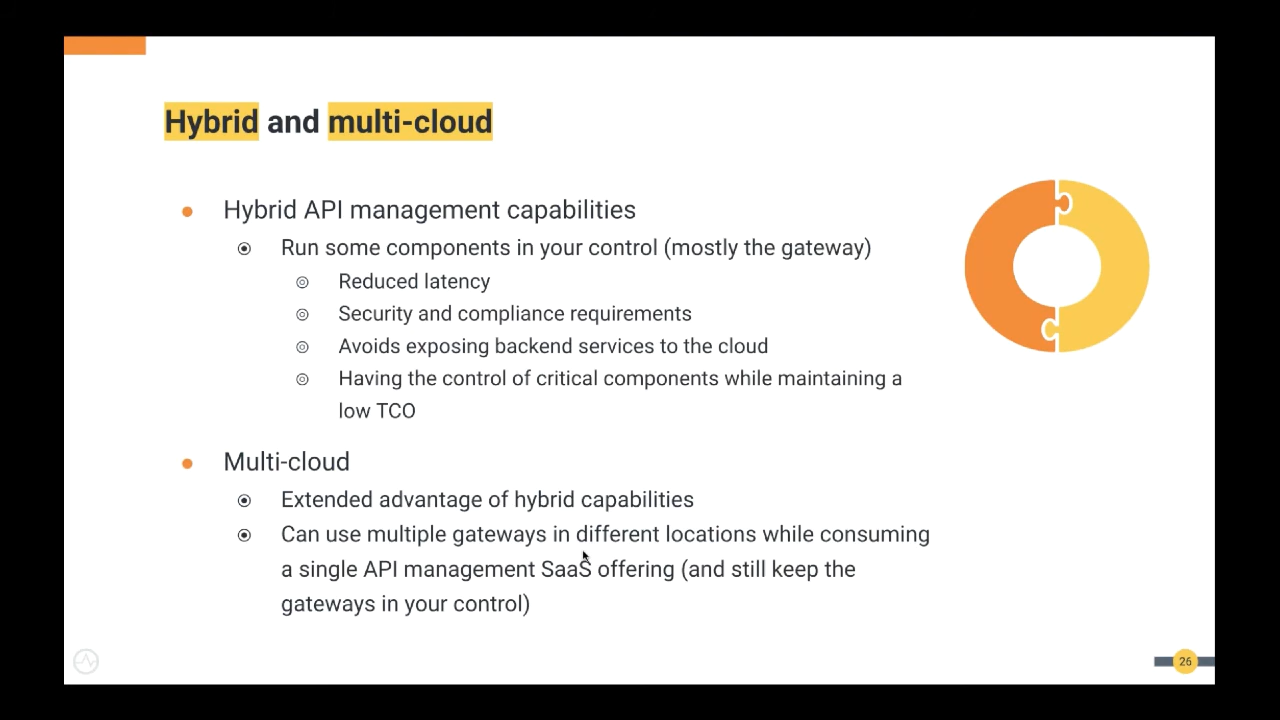 Hybrid and multi-cloud
Hybrid API management capabilities
Run some components in your control (mostly the gateway)
Reduced latency
Security and compliance requirements
Avoids exposing backend services to the cloud
Having the control of critical components while maintaining a
low TCO
Multi-cloud
Extended advantage of hybrid capabilities
Can use multiple gateways in different locations while consuming
a single API management SaaS offering (and still keep the
gateways in your control)
26